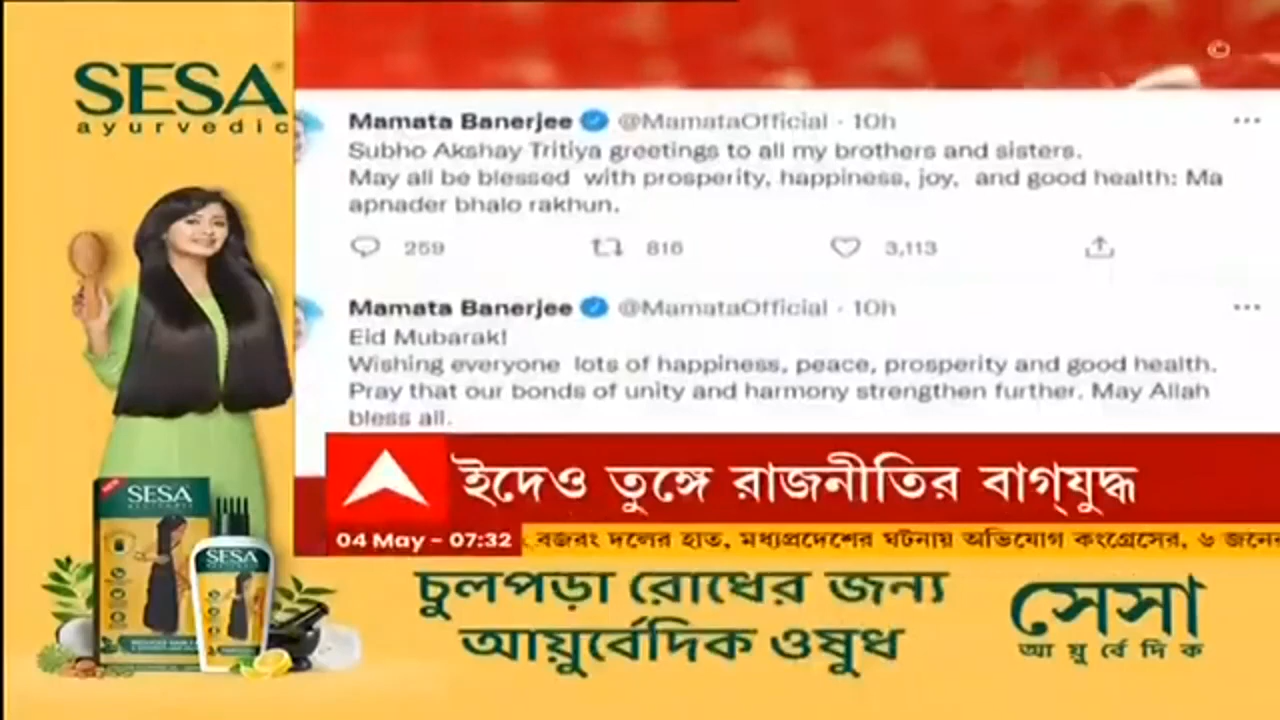 SESA
ayurvedic
©
Mamata Banerjee @MamataOfficial · 10h
Subho Akshay Tritiya greetings to all my brothers and sisters.
May all be blessed with prosperity, happiness, joy, and good health: Ma
apnader bhalo rakhun.
259 816 3,113
Mamata Banerjee @MamataOfficial · 10h
Eid Mubarak!
Wishing everyone lots of happiness, peace, prosperity and good health.
Pray that our bonds of unity and harmony strengthen further. May Allah
bless all.
ইদেও তুঙ্গে রাজনীতির বাগ্‌যুদ্ধ
04 May - 07:32
বজরং দলের হাত, মধ্যপ্রদেশের ঘটনায় অভিযোগ কংগ্রেসের, ৬ জনের
NEW
SESA
AYURVEDIC
SESA
চুলপড়া রোধের জন্য
আয়ুর্বেদিক ওষুধ
সেসা
আয়ুর্বেদিক